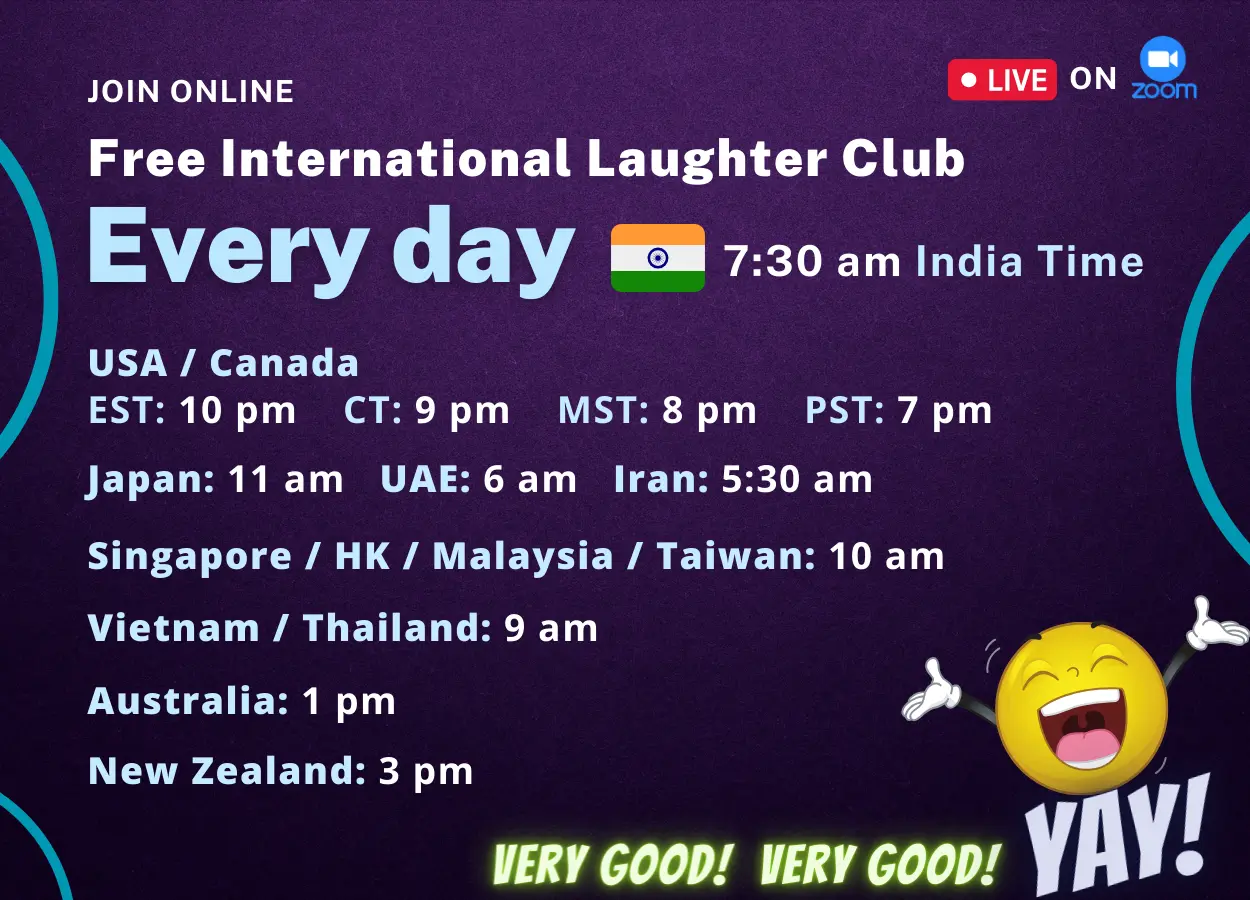 JOIN ONLINE
LIVE ON zoom
Free International Laughter Club
Every day 7:30 am India Time
USA / Canada
EST: 10 pm CT: 9 pm MST: 8 pm PST: 7 pm
Japan: 11 am UAE: 6 am Iran: 5:30 am
Singapore / HK / Malaysia / Taiwan: 10 am
Vietnam / Thailand: 9 am
Australia: 1 pm
New Zealand: 3 pm
VERY GOOD! VERY GOOD! YAY!